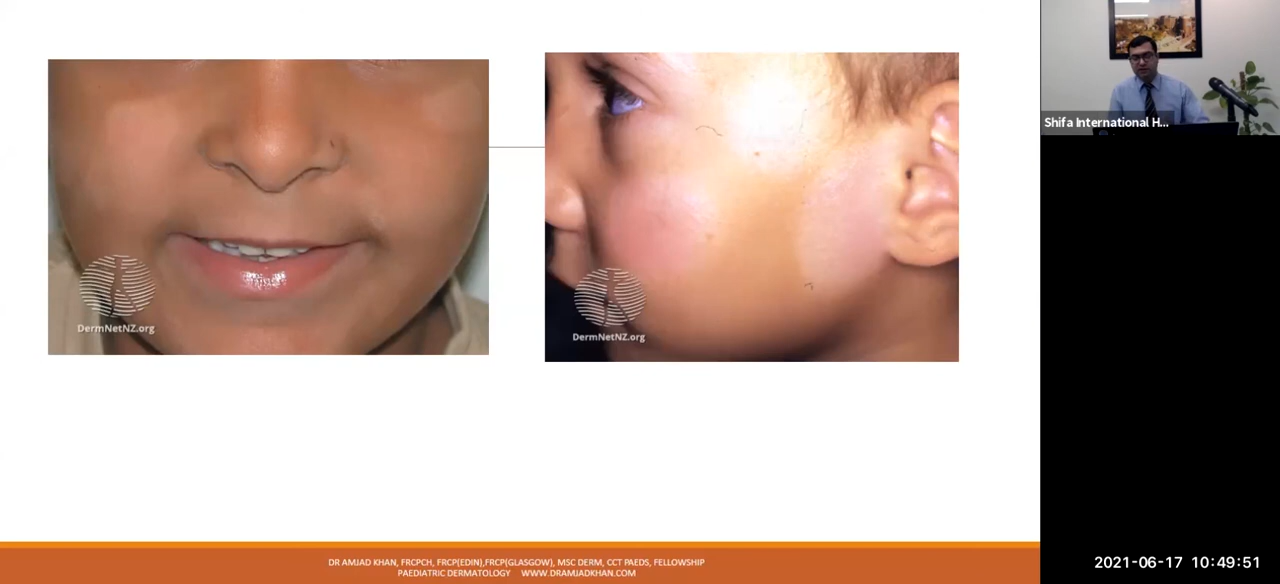 DermNetNZ.org
DermNetNZ.org
Shifa International H...
DR AMJAD KHAN, FRCPCH, FRCP(EDIN),FRCP(GLASGOW), MSC DERM, CCT PAEDS, FELLOWSHIP
PAEDIATRIC DERMATOLOGY WWW.DRAMJADKHAN.COM
2021-06-17 10:49:51